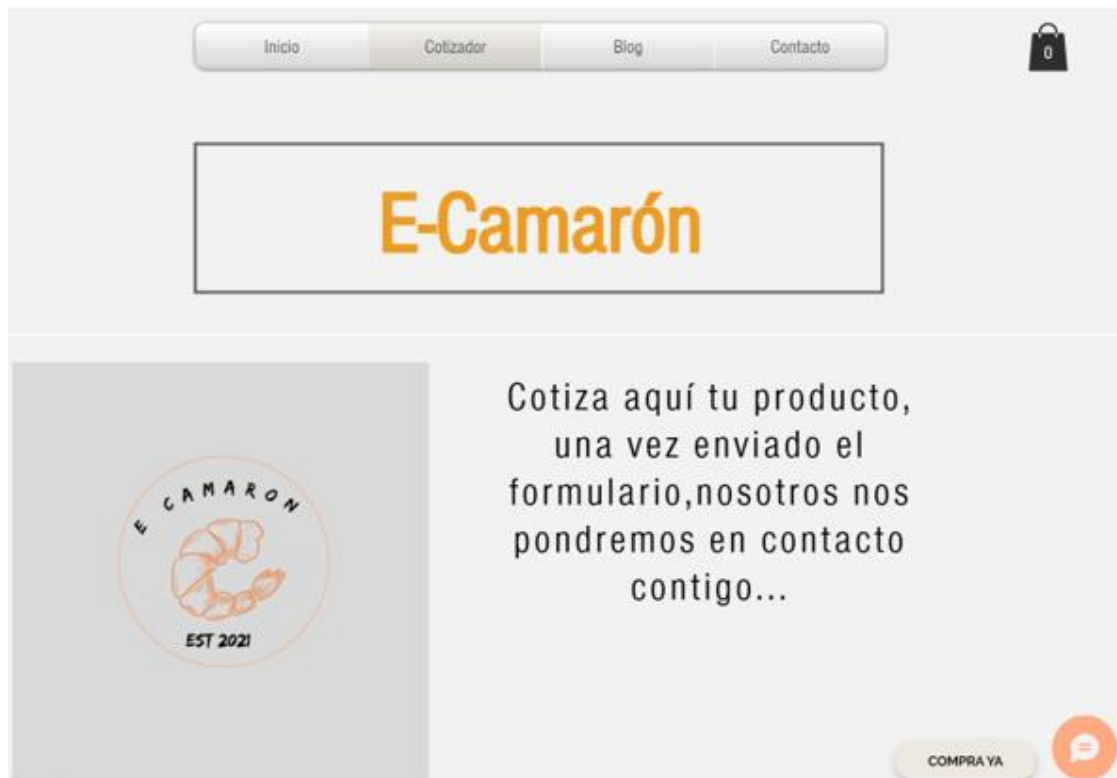 Inicio Cotizador Blog Contacto
0
E-Camarón
E CAMARON
EST 2021
Cotiza aquí tu producto,
una vez enviado el
formulario,nosotros nos
pondremos en contacto
contigo...
COMPRA YA